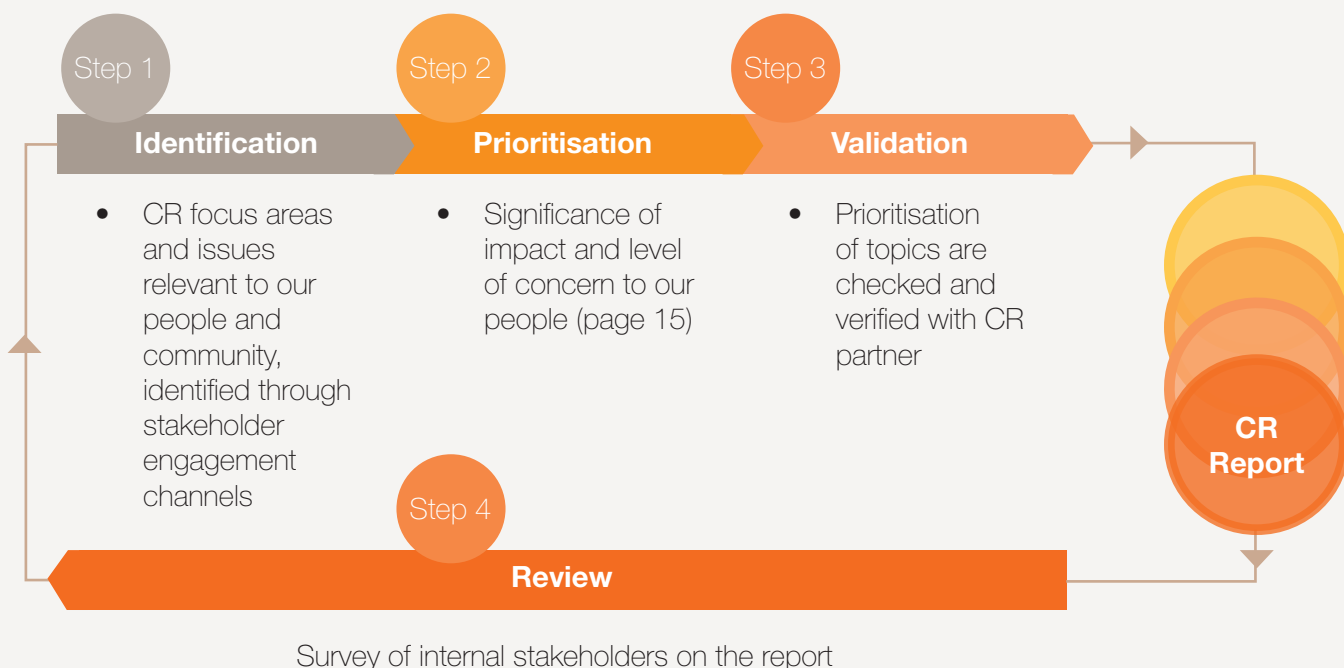 Step 1
Identification
• CR focus areas
and issues
relevant to our
people and
community,
identified through
stakeholder
engagement
channels
Step 2
Prioritisation
• Significance of
impact and level
of concern to our
people (page 15)
Step 3
Validation
• Prioritisation
of topics are
checked and
verified with CR
partner
CR
Report
Step 4
Review
Survey of internal stakeholders on the report